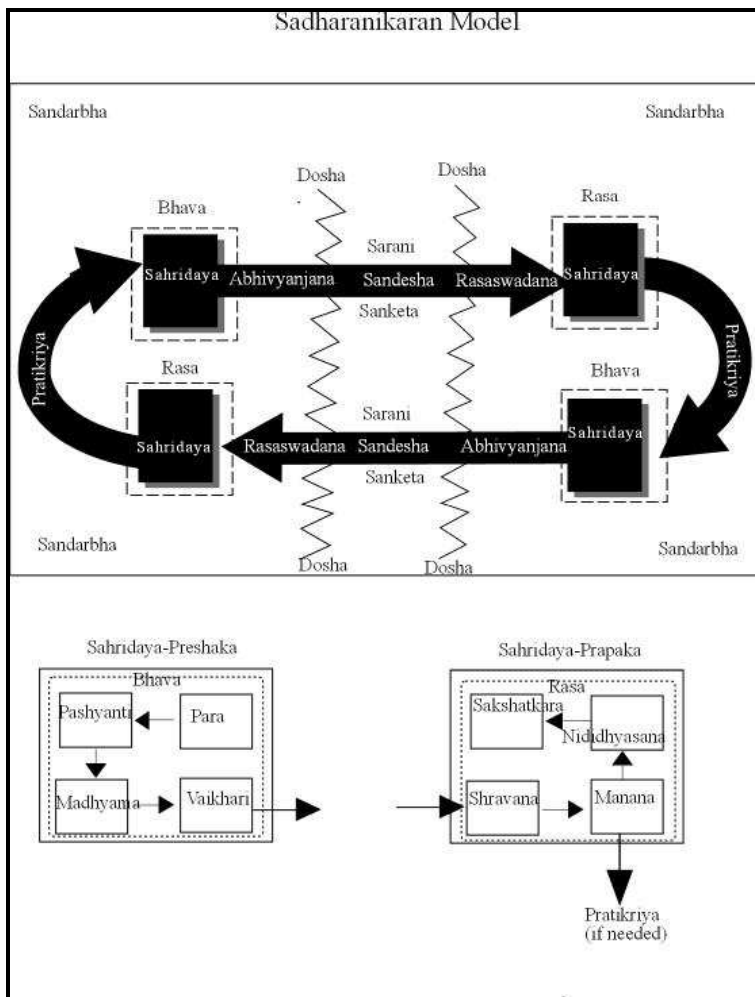 Sadharanikaran Model
Sandarbha
Sandarbha
Dosha
Dosha
Bhava
Rasa
Sarani
Sahridaya
Abhivyanjana
Sandesha
Rasaswadana
Sahridaya
Sanketa
Pratikriya
Pratikriya
Rasa
Bhava
Sarani
Sahridaya
Rasaswadana
Sandesha
Abhivyanjana
Sahridaya
Sanketa
Sandarbha
Sandarbha
Dosha
Dosha
Sahridaya-Preshaka
Bhava
Pashyanti
Para
Madhyama
Vaikhari
Sahridaya-Prapaka
Rasa
Sakshatkara
Nididhyasana
Shravana
Manana
Pratikriya
(if needed)